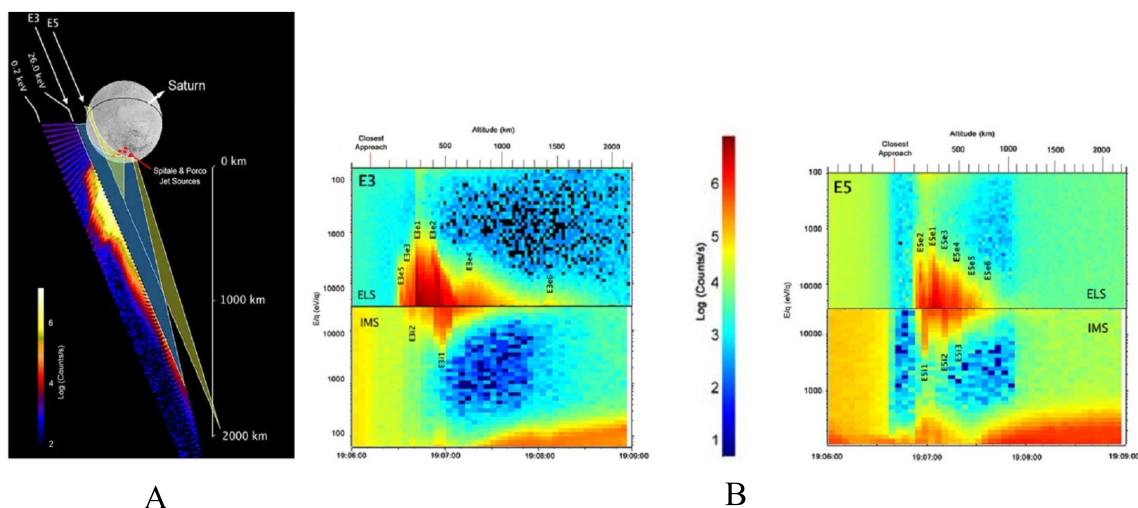 E3
E5
0.2 keV
26.0 keV
Saturn
Spitale & Porco
Jet Sources
0 km
1000 km
2000 km
Log (Counts/s)
6
4
2
A
Altitude (km)
Closest
Approach
500
1000
1500
2000
E3
100
1000
10000
ELS
E3e5
E3e3
E3e1
E3e2
E3e4
E3e6
E/q (eV/q)
IMS
E3i2
E3i1
10000
1000
100
19:06:00
19:07:00
19:08:00
19:09:00
Log (Counts/s)
6
5
4
3
2
1
Altitude (km)
Closest
Approach
500
1000
1500
2000
E5
100
1000
10000
ELS
E5e2
E5e1
E5e3
E5e4
E5e5
E5e6
E/q (eV/q)
IMS
E5i1
E5i2
E5i3
10000
1000
19:06:00
19:07:00
19:08:00
19:09:00
B